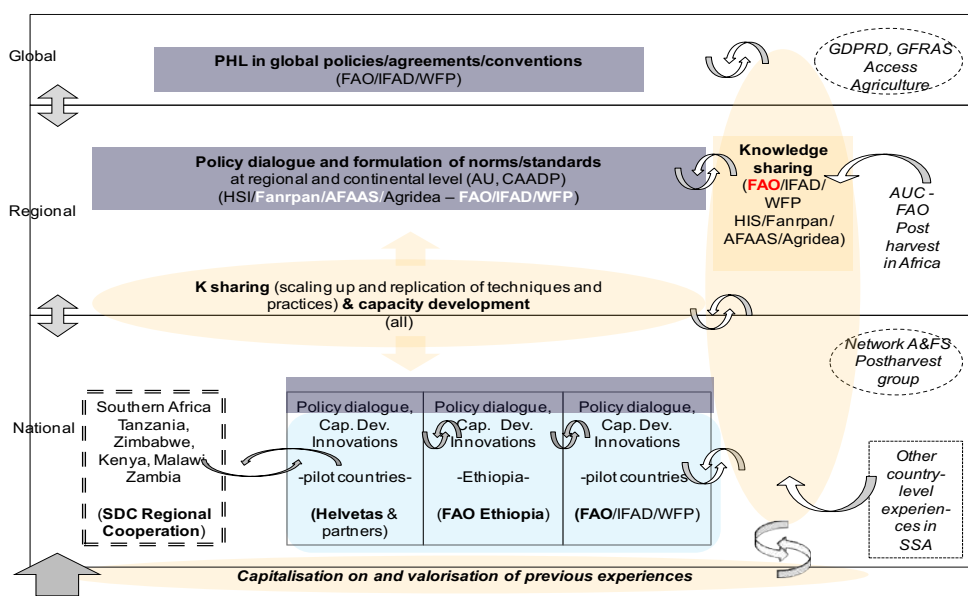 Global
PHL in global policies/agreements/conventions
(FAO/IFAD/WFP)
GDPRD, GFRAS
Access
Agriculture
Regional
Policy dialogue and formulation of norms/standards
at regional and continental level (AU, CAADP)
(HSI/Fanrpan/AFAAS/Agridea – FAO/IFAD/WFP)
Knowledge
sharing
(FAO/IFAD/
WFP
HIS/Fanrpan/
AFAAS/Agridea)
AUC -
FAO
Post
harvest
in Africa
K sharing (scaling up and replication of techniques and
practices) & capacity development
(all)
National
Network A&FS
Postharvest
group
Southern Africa
Tanzania,
Zimbabwe,
Kenya, Malawi
Zambia
(SDC Regional
Cooperation)
Policy dialogue,
Cap. Dev.
Innovations
-pilot countries-
(Helvetas &
partners)
Policy dialogue,
Cap. Dev.
Innovations
-Ethiopia-
(FAO Ethiopia)
Policy dialogue,
Cap. Dev.
Innovations
-pilot countries
(FAO/IFAD/WFP)
Other
country-
level
experien-
ces in
SSA
Capitalisation on and valorisation of previous experiences